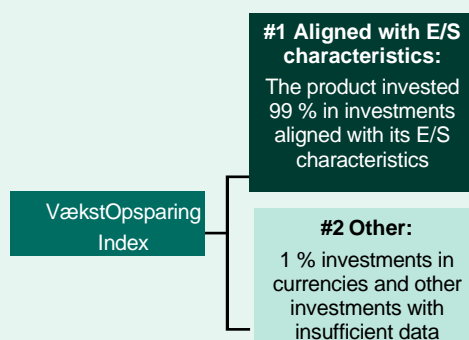 #1 Aligned with E/S
characteristics:
The product invested
99 % in investments
aligned with its E/S
characteristics
VækstOpsparing
Index
#2 Other:
1 % investments in
currencies and other
investments with
insufficient data